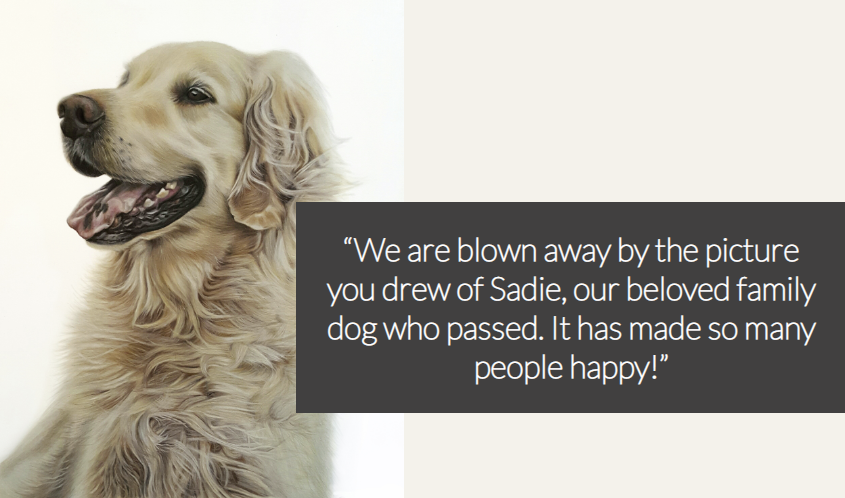 “We are blown away by the picture
you drew of Sadie, our beloved family
dog who passed. It has made so many
people happy!”